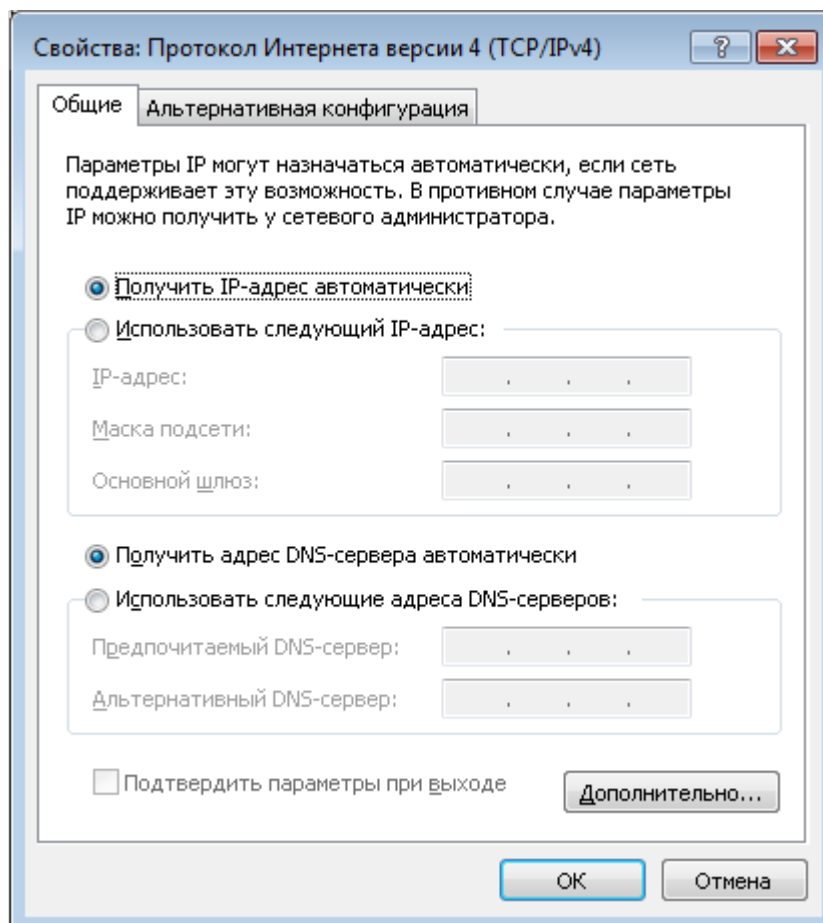 Свойства: Протокол Интернета версии 4 (TCP/IPv4)
Общие
Альтернативная конфигурация
Параметры IP могут назначаться автоматически, если сеть
поддерживает эту возможность. В противном случае параметры
IP можно получить у сетевого администратора.
Получить IP-адрес автоматически
Использовать следующий IP-адрес:
IP-адрес:
Маска подсети:
Основной шлюз:
Получить адрес DNS-сервера автоматически
Использовать следующие адреса DNS-серверов:
Предпочитаемый DNS-сервер:
Альтернативный DNS-сервер:
Подтвердить параметры при выходе
Дополнительно...
ОК
Отмена